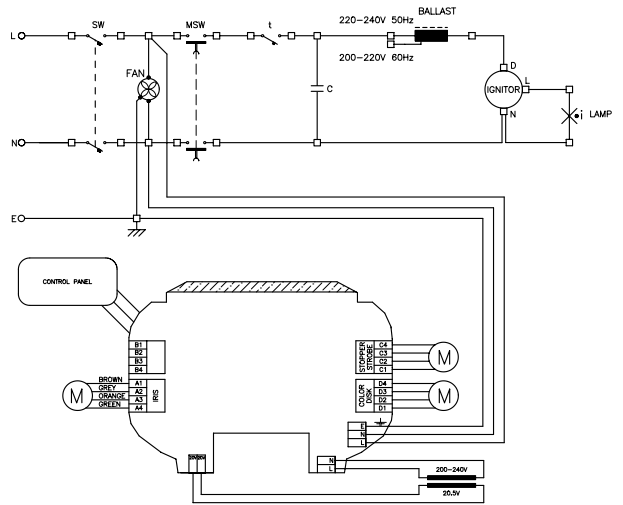 SW
MSW
t
220-240V 50Hz
BALLAST
L
200-220V 60Hz
FAN
C
D
IGNITOR
L
N
i LAMP
N
E
CONTROL PANEL
B1
B2
B3
B4
BROWN
GREY
ORANGE
GREEN
M
A1
A2
A3
A4
IRIS
STOPPER
STROBE
C4
C3
C2
C1
M
COLOR
DISK
D4
D3
D2
D1
M
E
N
L
20V
20V
N
L
200-240V
20.5V